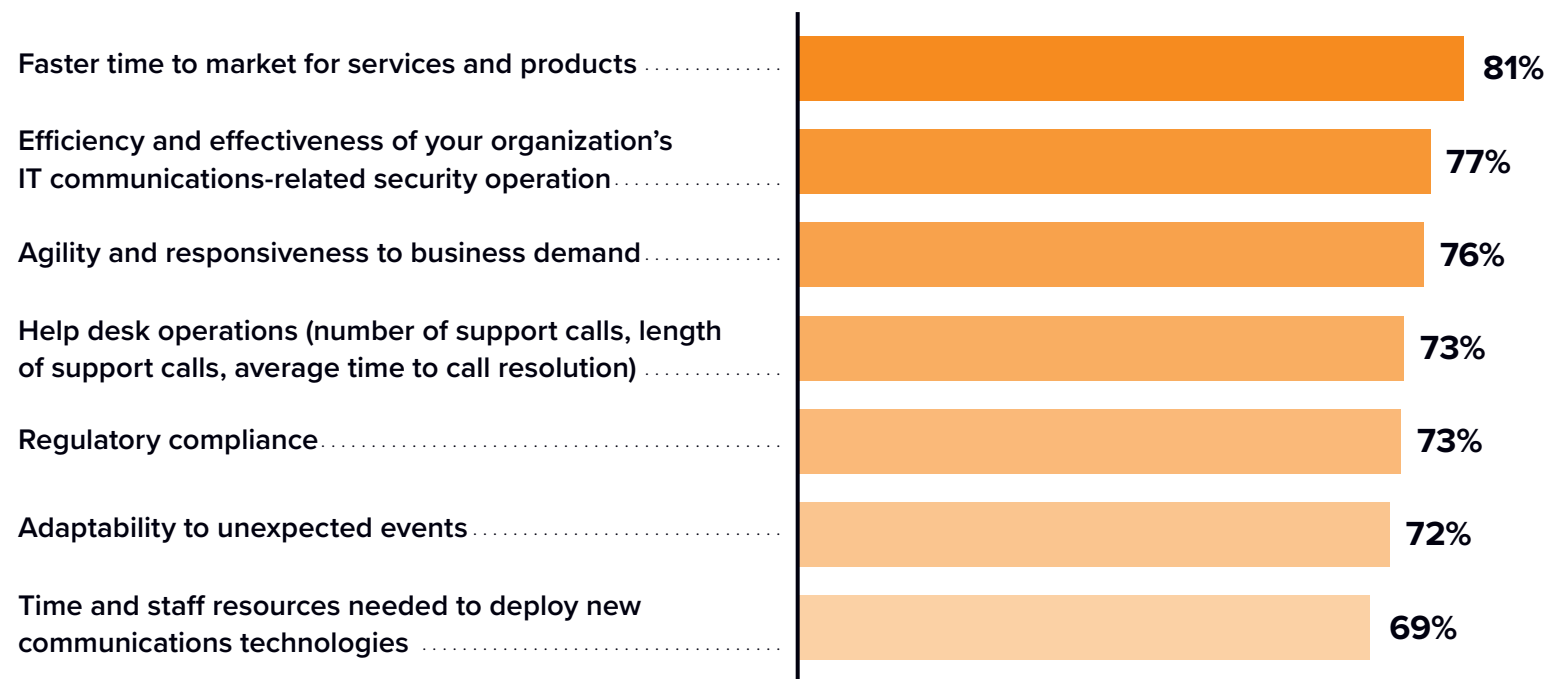 Faster time to market for services and products
81%
Efficiency and effectiveness of your organization’s
IT communications-related security operation
77%
Agility and responsiveness to business demand
76%
Help desk operations (number of support calls, length
of support calls, average time to call resolution)
73%
Regulatory compliance
73%
Adaptability to unexpected events
72%
Time and staff resources needed to deploy new
communications technologies
69%